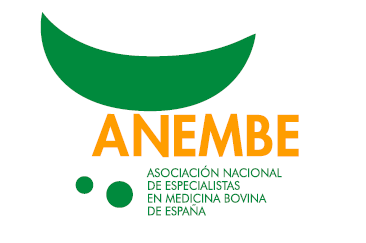 ANEMBE
ASOCIACIÓN NACIONAL
DE ESPECIALISTAS
EN MEDICINA BOVINA
DE ESPAÑA